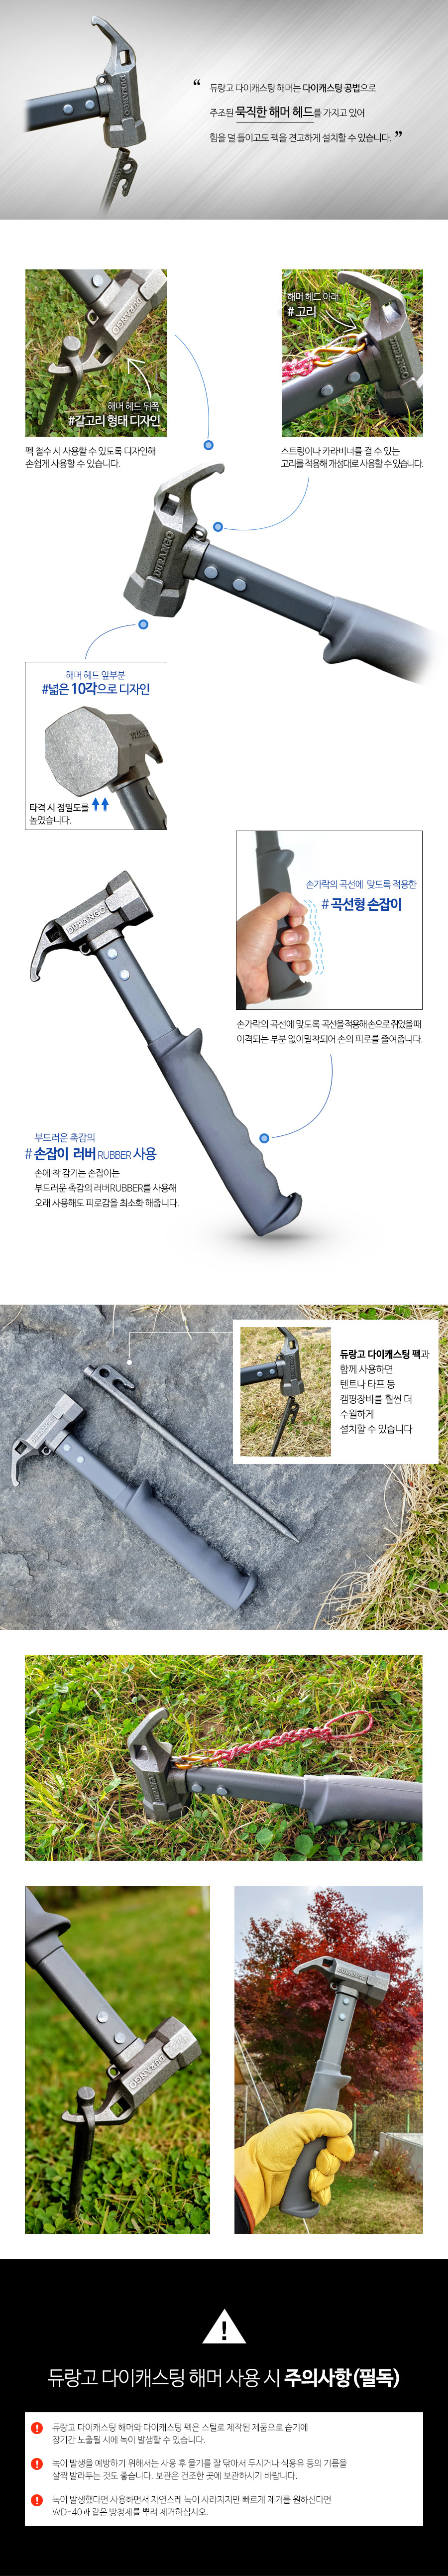 “ 듀랑고 다이캐스팅 해머는 다이캐스팅 공법으로
주조된 묵직한 해머 헤드를 가지고 있어
힘을 덜 들이고도 펙을 견고하게 설치할 수 있습니다. ”
DURANGO
DURANGO
해머 헤드 뒤쪽
#갈고리 형태 디자인
펙 철수 시 사용할 수 있도록 디자인해
손쉽게 사용할 수 있습니다.
해머 헤드 아래
# 고리
DURANGO
스트링이나 카라비너를 걸 수 있는
고리를 적용해 개성대로 사용할 수 있습니다.
DURANGO
해머 헤드 앞부분
#넓은 10각으로 디자인
타격 시 정밀도를
높였습니다.
손가락의 곡선에 맞도록 적용한
# 곡선형 손잡이
손가락의 곡선에 맞도록 곡선을 적용해 손으로 쥐었을 때
이격되는 부분 없이 밀착되어 손의 피로를 줄여줍니다.
DURANGO
부드러운 촉감의
# 손잡이 러버 RUBBER 사용
손에 착 감기는 손잡이는
부드러운 촉감의 러버RUBBER를 사용해
오래 사용해도 피로감을 최소화 해줍니다.
듀랑고 다이캐스팅 펙과
함께 사용하면
텐트나 타프 등
캠핑장비를 훨씬 더
수월하게
설치할 수 있습니다
DURANGO
DURANGO
DURANGO
DURANGO
듀랑고 다이캐스팅 해머 사용 시 주의사항(필독)
듀랑고 다이캐스팅 해머와 다이캐스팅 펙은 스틸로 제작된 제품으로 습기에
장기간 노출될 시에 녹이 발생할 수 있습니다.
녹이 발생을 예방하기 위해서는 사용 후 물기를 잘 닦아서 두시거나 식용유 등의 기름을
살짝 발라두는 것도 좋습니다. 보관은 건조한 곳에 보관하시기 바랍니다.
녹이 발생했다면 사용하면서 자연스레 녹이 사라지지만 빠르게 제거를 원하신다면
WD-40과 같은 방청제를 뿌려 제거하십시오.